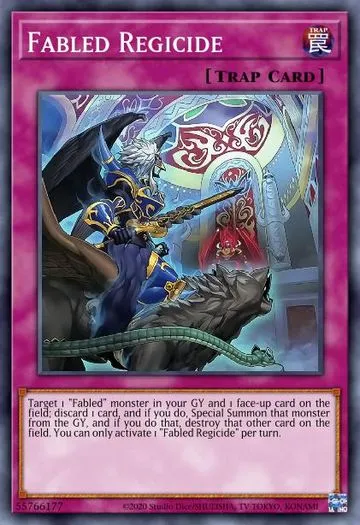 FABLED REGICIDE
TRAP
罠
[TRAP CARD]
Target 1 "Fabled" monster in your GY and 1 face-up card on the
field; discard 1 card, and if you do, Special Summon that monster
from the GY, and if you do that, destroy that other card on the
field. You can only activate 1 "Fabled Regicide" per turn.
55766177
©2020 Studio Dice/SHUEISHA, TV TOKYO, KONAMI